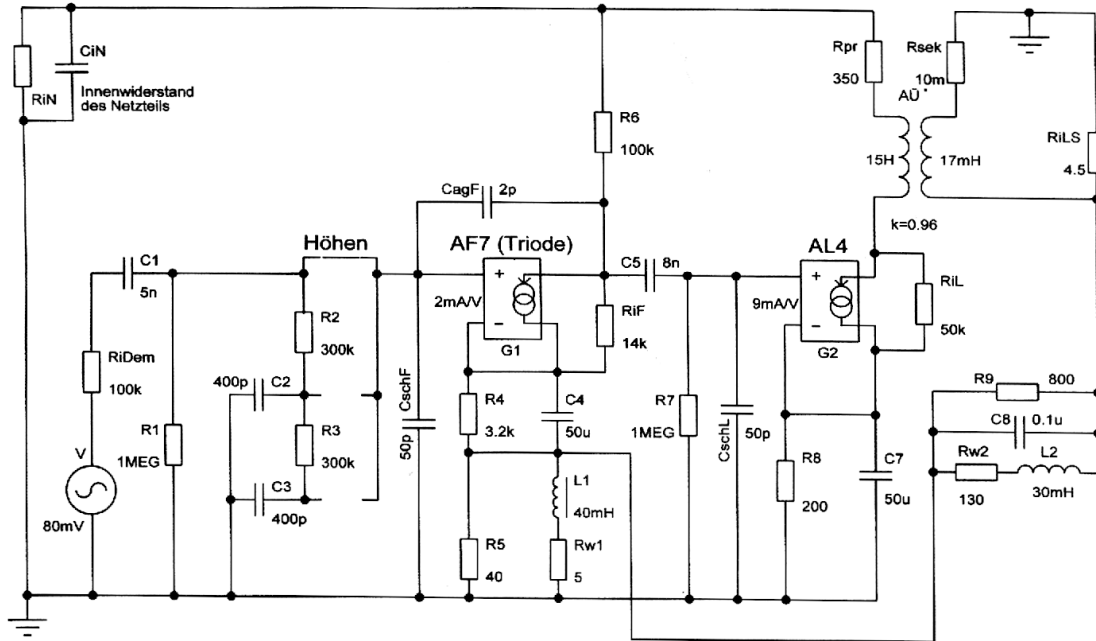 CiN
Innenwiderstand
des Netzteils
RiN
Rpr
350
Rsek
10m
AÜ
15H
17mH
k=0.96
RiLS
4.5
R6
100k
CagF
2p
Höhen
AF7 (Triode)
2mA/V
G1
C5
8n
AL4
9mA/V
G2
RiL
50k
C1
5n
RiDem
100k
V
80mV
R1
1MEG
R2
300k
400p
C2
R3
300k
C3
400p
CschF
50p
R4
3.2k
C4
50u
RiF
14k
R7
1MEG
CschL
50p
L1
40mH
R5
40
Rw1
5
R8
200
C7
50u
R9
800
C8
0.1u
Rw2
130
L2
30mH